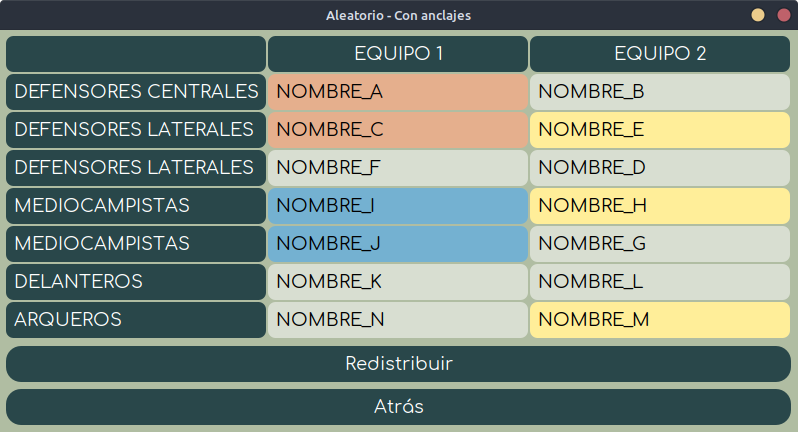 Aleatorio - Con anclajes
EQUIPO 1 EQUIPO 2
DEFENSORES CENTRALES NOMBRE_A NOMBRE_B
DEFENSORES LATERALES NOMBRE_C NOMBRE_E
DEFENSORES LATERALES NOMBRE_F NOMBRE_D
MEDIOCAMPISTAS NOMBRE_I NOMBRE_H
MEDIOCAMPISTAS NOMBRE_J NOMBRE_G
DELANTEROS NOMBRE_K NOMBRE_L
ARQUEROS NOMBRE_N NOMBRE_M
Redistribuir
Atrás